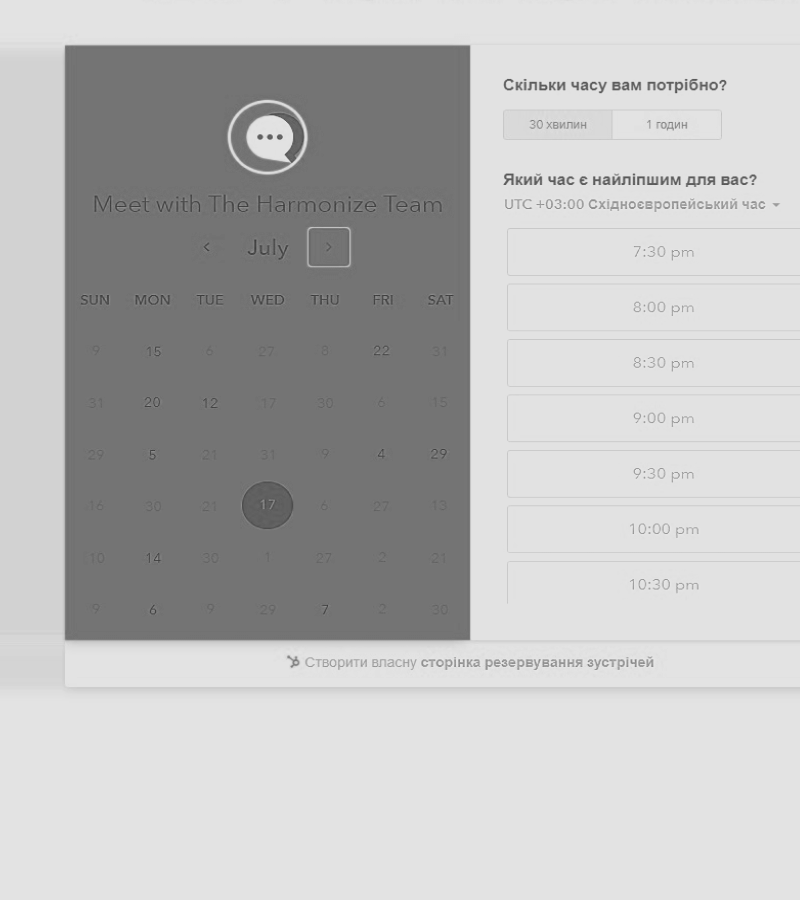 Meet with The Harmonize Team
July
SUN MON TUE WED THU FRI SAT
9 15 6 27 8 22 31
31 20 12 17 30 6 15
29 5 21 31 9 4 29
16 30 21 17 6 27 13
10 14 30 1 27 2 21
9 6 9 29 7 2 30
Скільки часу вам потрібно?
30 хвилин 1 годин
Який час є найліпшим для вас?
UTC +03:00 Східноєвропейський час
7:30 pm
8:00 pm
8:30 pm
9:00 pm
9:30 pm
10:00 pm
10:30 pm
Створити власну сторінка резервування зустрічей